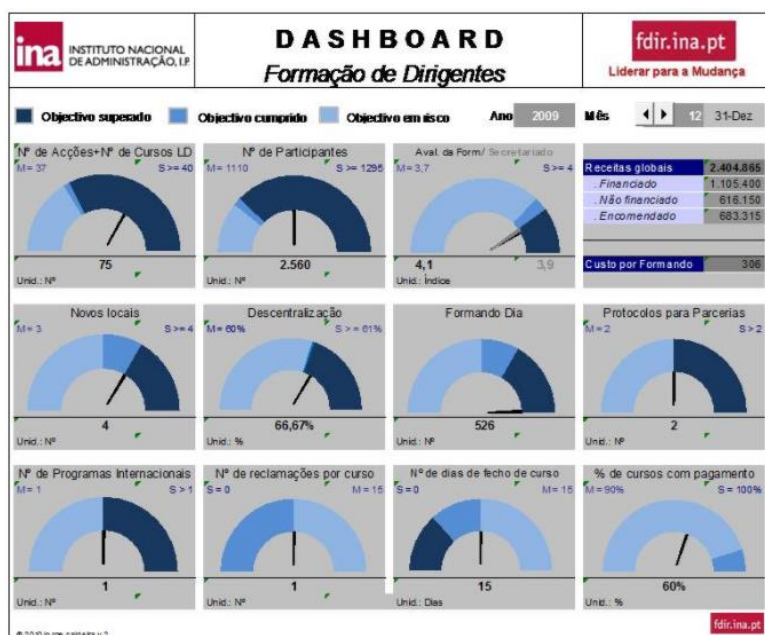 ina INSTITUTO NACIONAL
DE ADMINISTRAÇÃO, I.P.
DASHBOARD
Formação de Dirigentes
fdir.ina.pt
Liderar para a Mudança
Objectivo superado Objectivo cumprido Objectivo em risco Ano 2009 Mês 12 31-Dez
Nº de Acções+Nº de Cursos LD
M = 37 S >= 40
75
Unid.: Nº
Nº de Participantes
M = 1110 S >= 1295
2.560
Unid.: Nº
Aval. da Form./ Secretariado
M = 3,7 S >= 4
4,1 3,9
Unid.: Índice
Receitas globais 2.404.865
. Financiado 1.105.400
. Não financiado 616.150
. Encomendado 683.315
Custo por Formando 306
Novos locais
M = 3 S >= 4
4
Unid.: Nº
Descentralização
M = 60% S >= 61%
66,67%
Unid.: %
Formando Dia
526
Unid.: Nº
Protocolos para Parcerias
M = 2 S > 2
2
Unid.: Nº
Nº de Programas Internacionais
M = 1 S > 1
1
Unid.: Nº
Nº de reclamações por curso
S = 0 M = 15
1
Unid.: Nº
Nº de dias de fecho de curso
S = 0 M = 15
15
Unid.: Dias
% de cursos com pagamento
M = 90% S = 100%
60%
Unid.: %
fdir.ina.pt